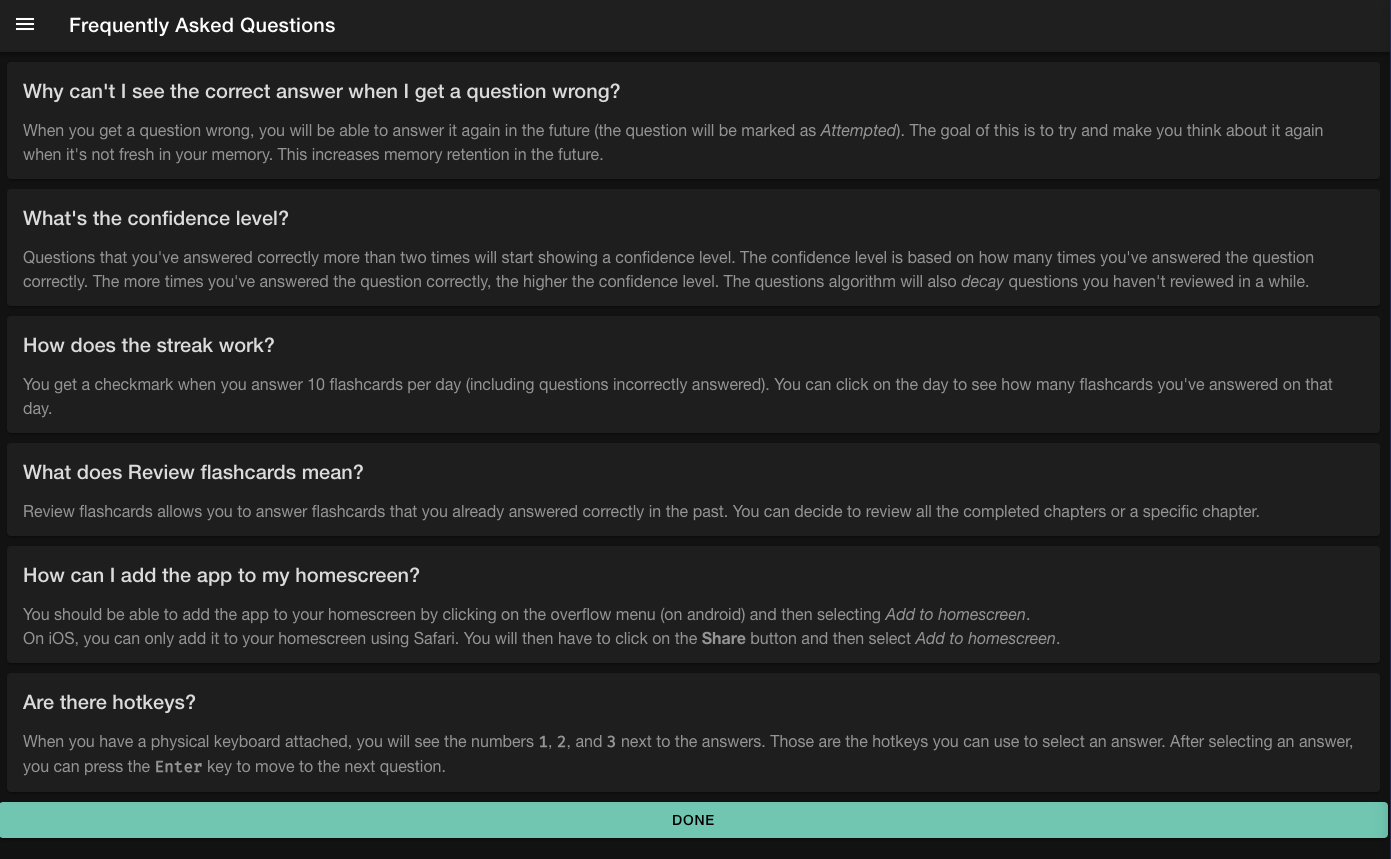 Frequently Asked Questions
Why can't I see the correct answer when I get a question wrong?
When you get a question wrong, you will be able to answer it again in the future (the question will be marked as Attempted). The goal of this is to try and make you think about it again
when it's not fresh in your memory. This increases memory retention in the future.
What's the confidence level?
Questions that you've answered correctly more than two times will start showing a confidence level. The confidence level is based on how many times you've answered the question
correctly. The more times you've answered the question correctly, the higher the confidence level. The questions algorithm will also decay questions you haven't reviewed in a while.
How does the streak work?
You get a checkmark when you answer 10 flashcards per day (including questions incorrectly answered). You can click on the day to see how many flashcards you've answered on that
day.
What does Review flashcards mean?
Review flashcards allows you to answer flashcards that you already answered correctly in the past. You can decide to review all the completed chapters or a specific chapter.
How can I add the app to my homescreen?
You should be able to add the app to your homescreen by clicking on the overflow menu (on android) and then selecting Add to homescreen.
On iOS, you can only add it to your homescreen using Safari. You will then have to click on the Share button and then select Add to homescreen.
Are there hotkeys?
When you have a physical keyboard attached, you will see the numbers 1, 2, and 3 next to the answers. Those are the hotkeys you can use to select an answer. After selecting an answer,
you can press the Enter key to move to the next question.
DONE